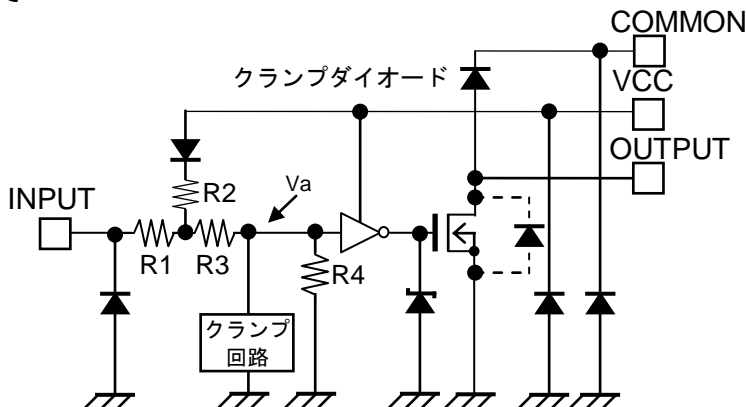 COMMON
クランプダイオード
VCC
OUTPUT
INPUT
R2
Va
R1
R3
R4
クランプ
回路